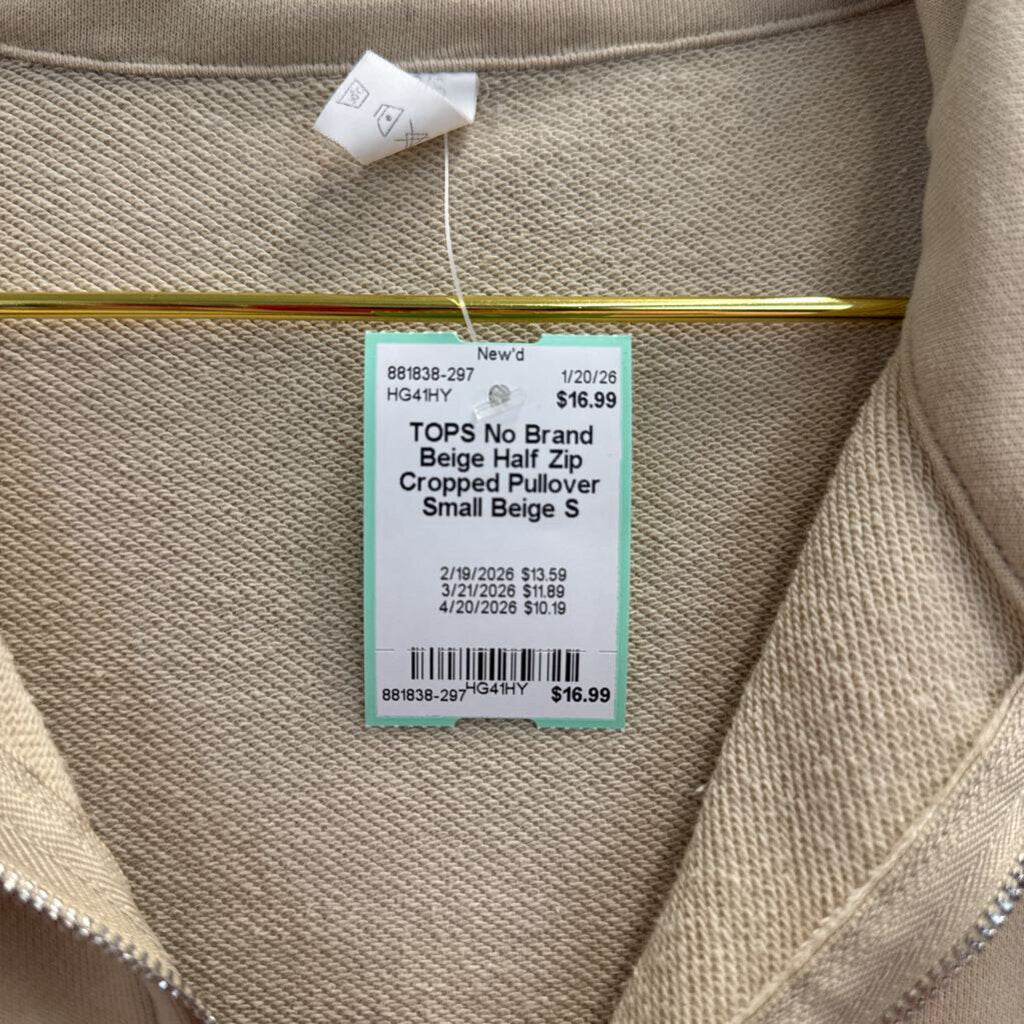 New'd
881838-297 1/20/26
HG41HY $16.99
TOPS No Brand
Beige Half Zip
Cropped Pullover
Small Beige S
2/19/2026 $13.59
3/21/2026 $11.89
4/20/2026 $10.19
881838-297 HG41HY $16.99